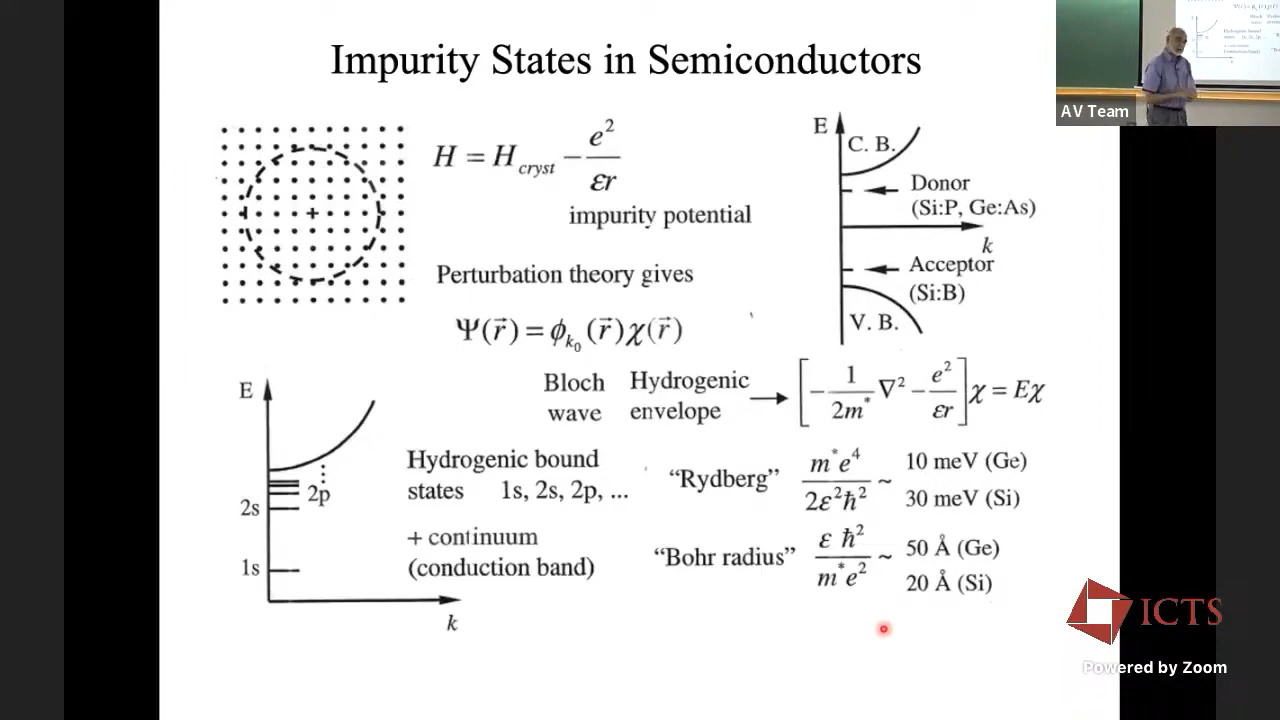 Impurity States in Semiconductors
AV Team
H = H_cryst − e²/εr
impurity potential
Perturbation theory gives
Ψ(r⃗) = ϕ_k₀(r⃗)χ(r⃗)
E
C. B.
Donor
(Si:P, Ge:As)
k
Acceptor
(Si:B)
V. B.
Bloch
wave
Hydrogenic
envelope
[−1/2m* ∇² − e²/εr]χ = Eχ
E
2p
2s
1s
k
Hydrogenic bound
states 1s, 2s, 2p, ...
+ continuum
(conduction band)
“Rydberg” m*e⁴/2ε²ħ² ~ 10 meV (Ge)
30 meV (Si)
“Bohr radius” εħ²/m*e² ~ 50 Å (Ge)
20 Å (Si)
ICTS
Powered by Zoom